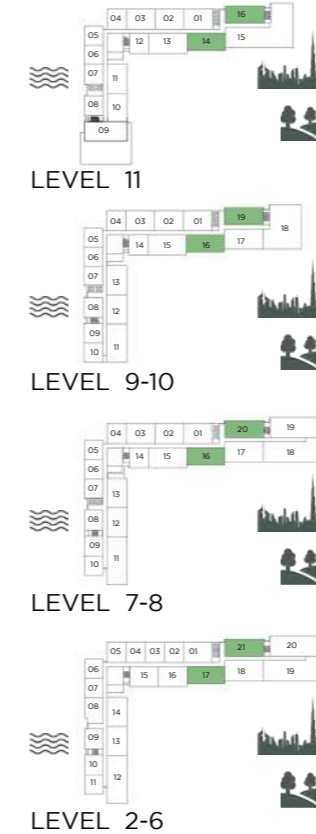 04 03 02 01 16
05 12 13 14 15
06
07 11
08 10
09
LEVEL 11
04 03 02 01 19 18
05 14 15 16 17
06
07 13
08 12
09
10 11
LEVEL 9-10
04 03 02 01 20 19
05 14 15 16 17 18
06
07 13
08 12
09
10 11
LEVEL 7-8
05 04 03 02 01 21 20
06 15 16 17 18 19
07
08 14
09 13
10
11 12
LEVEL 2-6